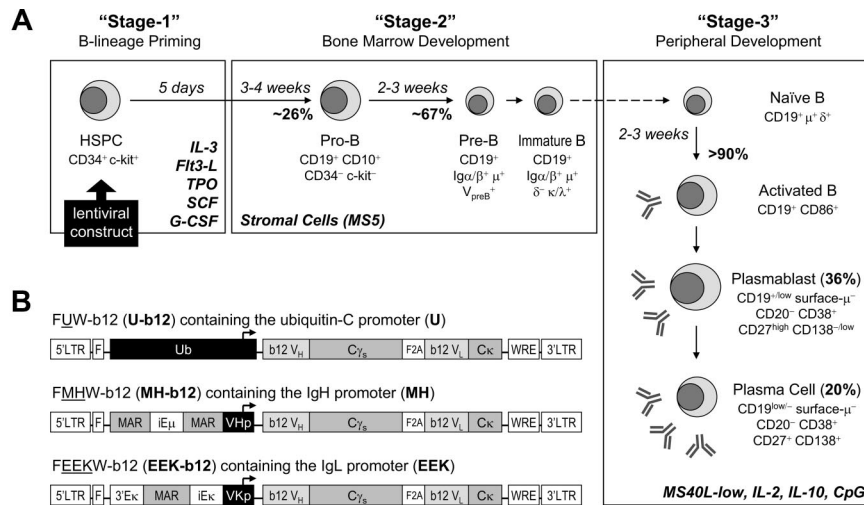 A
"Stage-1"
B-lineage Priming
5 days
HSPC
CD34⁺ c-kit⁺
IL-3
Flt3-L
TPO
SCF
G-CSF
lentiviral
construct
"Stage-2"
Bone Marrow Development
3-4 weeks
~26%
2-3 weeks
~67%
Pro-B
CD19⁺ CD10⁺
CD34⁻ c-kit⁻
Pre-B
CD19⁺
Igα/β⁺ μ⁺
VpreB⁺
Immature B
CD19⁺
Igα/β⁺ μ⁺
δ⁻ κ/λ⁺
Stromal Cells (MS5)
"Stage-3"
Peripheral Development
Naïve B
CD19⁺ μ⁺ δ⁺
2-3 weeks
>90%
Activated B
CD19⁺ CD86⁺
Plasmablast (36%)
CD19⁺/low surface-μ⁻
CD20⁻ CD38⁺
CD27high CD138⁻/low
Plasma Cell (20%)
CD19low/⁻ surface-μ⁻
CD20⁻ CD38⁺
CD27⁺ CD138⁺
MS40L-low, IL-2, IL-10, CpG
B
FUW-b12 (U-b12) containing the ubiquitin-C promoter (U)
5'LTR F Ub b12 VH Cγs F2A b12 VL Cκ WRE 3'LTR
FMHW-b12 (MH-b12) containing the IgH promoter (MH)
5'LTR F MAR iEμ MAR VHp b12 VH Cγs F2A b12 VL Cκ WRE 3'LTR
FEEKW-b12 (EEK-b12) containing the IgL promoter (EEK)
5'LTR F 3'Eκ MAR iEκ VKp b12 VH Cγs F2A b12 VL Cκ WRE 3'LTR